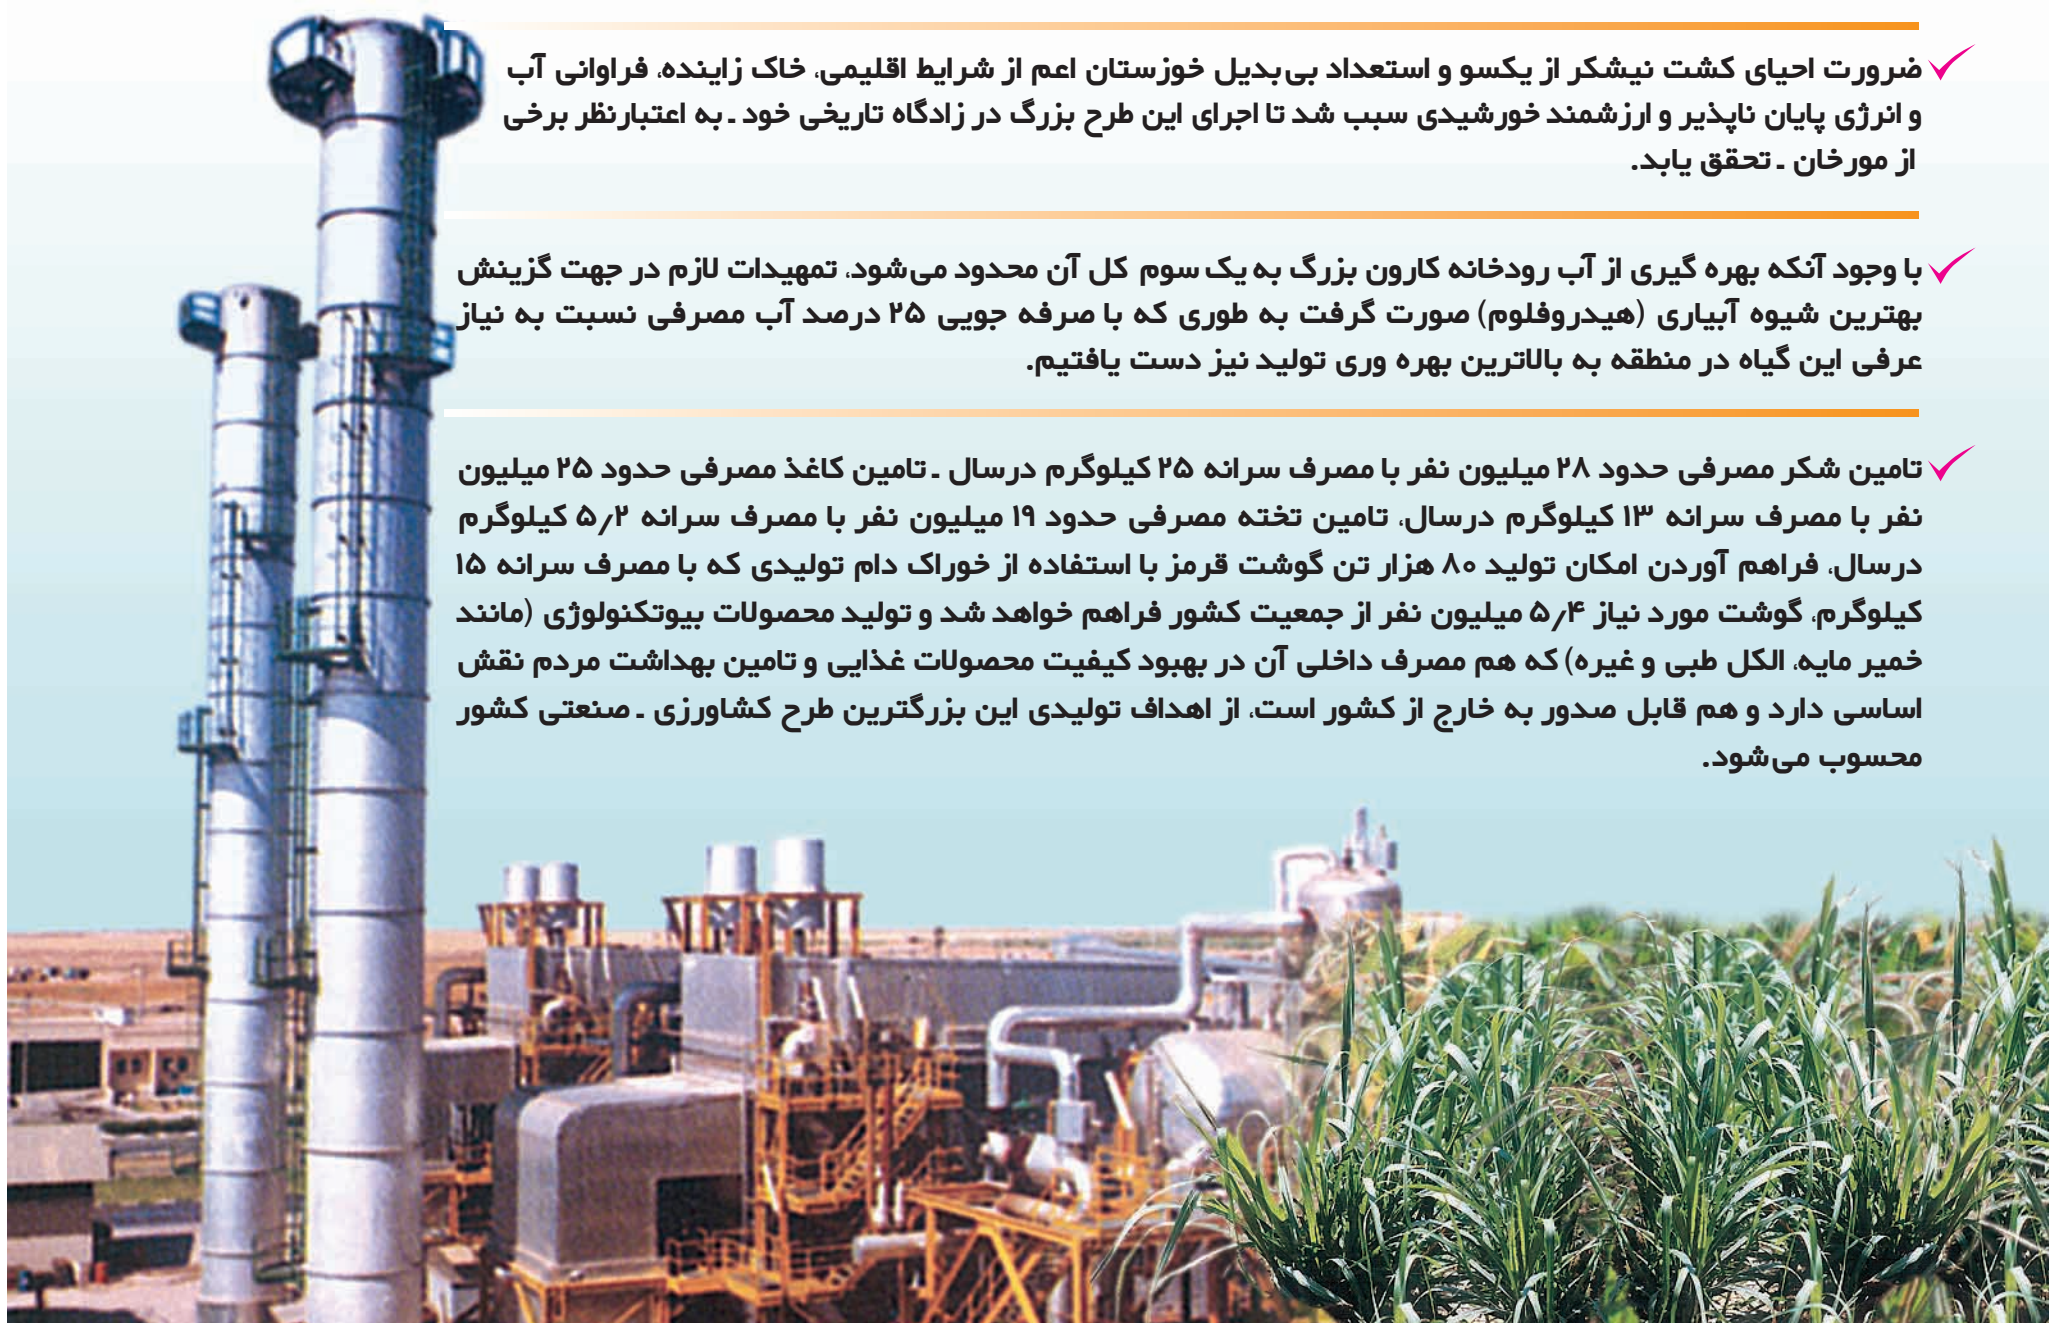 ضرورت احیای کشت نیشکر از یکسو و استعداد بی‌بدیل خوزستان اعم از شرایط اقلیمی، خاک زاینده، فراوانی آب
و انرژی پایان ناپذیر و ارزشمند خورشیدی سبب شد تا اجرای این طرح بزرگ در زادگاه تاریخی خود ـ به اعتبارنظر برخی
از مورخان ـ تحقق یابد.
با وجود آنکه بهره گیری از آب رودخانه کارون بزرگ به یک سوم کل آن محدود می‌شود، تمهیدات لازم در جهت گزینش
بهترین شیوه آبیاری (هیدروفلوم) صورت گرفت به طوری که با صرفه جویی ۲۵ درصد آب مصرفی نسبت به نیاز
عرفی این گیاه در منطقه به بالاترین بهره وری تولید نیز دست یافتیم.
تامین شکر مصرفی حدود ۲۸ میلیون نفر با مصرف سرانه ۲۵ کیلوگرم درسال ـ تامین کاغذ مصرفی حدود ۲۵ میلیون
نفر با مصرف سرانه ۱۳ کیلوگرم درسال، تامین تخته مصرفی حدود ۱۹ میلیون نفر با مصرف سرانه ۵٫۲ کیلوگرم
درسال، فراهم آوردن امکان تولید ۸۰ هزار تن گوشت قرمز با استفاده از خوراک دام تولیدی که با مصرف سرانه ۱۵
کیلوگرم، گوشت مورد نیاز ۵٫۴ میلیون نفر از جمعیت کشور فراهم خواهد شد و تولید محصولات بیوتکنولوژی (مانند
خمیر مایه، الکل طبی و غیره) که هم مصرف داخلی آن در بهبود کیفیت محصولات غذایی و تامین بهداشت مردم نقش
اساسی دارد و هم قابل صدور به خارج از کشور است، از اهداف تولیدی این بزرگترین طرح کشاورزی ـ صنعتی کشور
محسوب می‌شود.